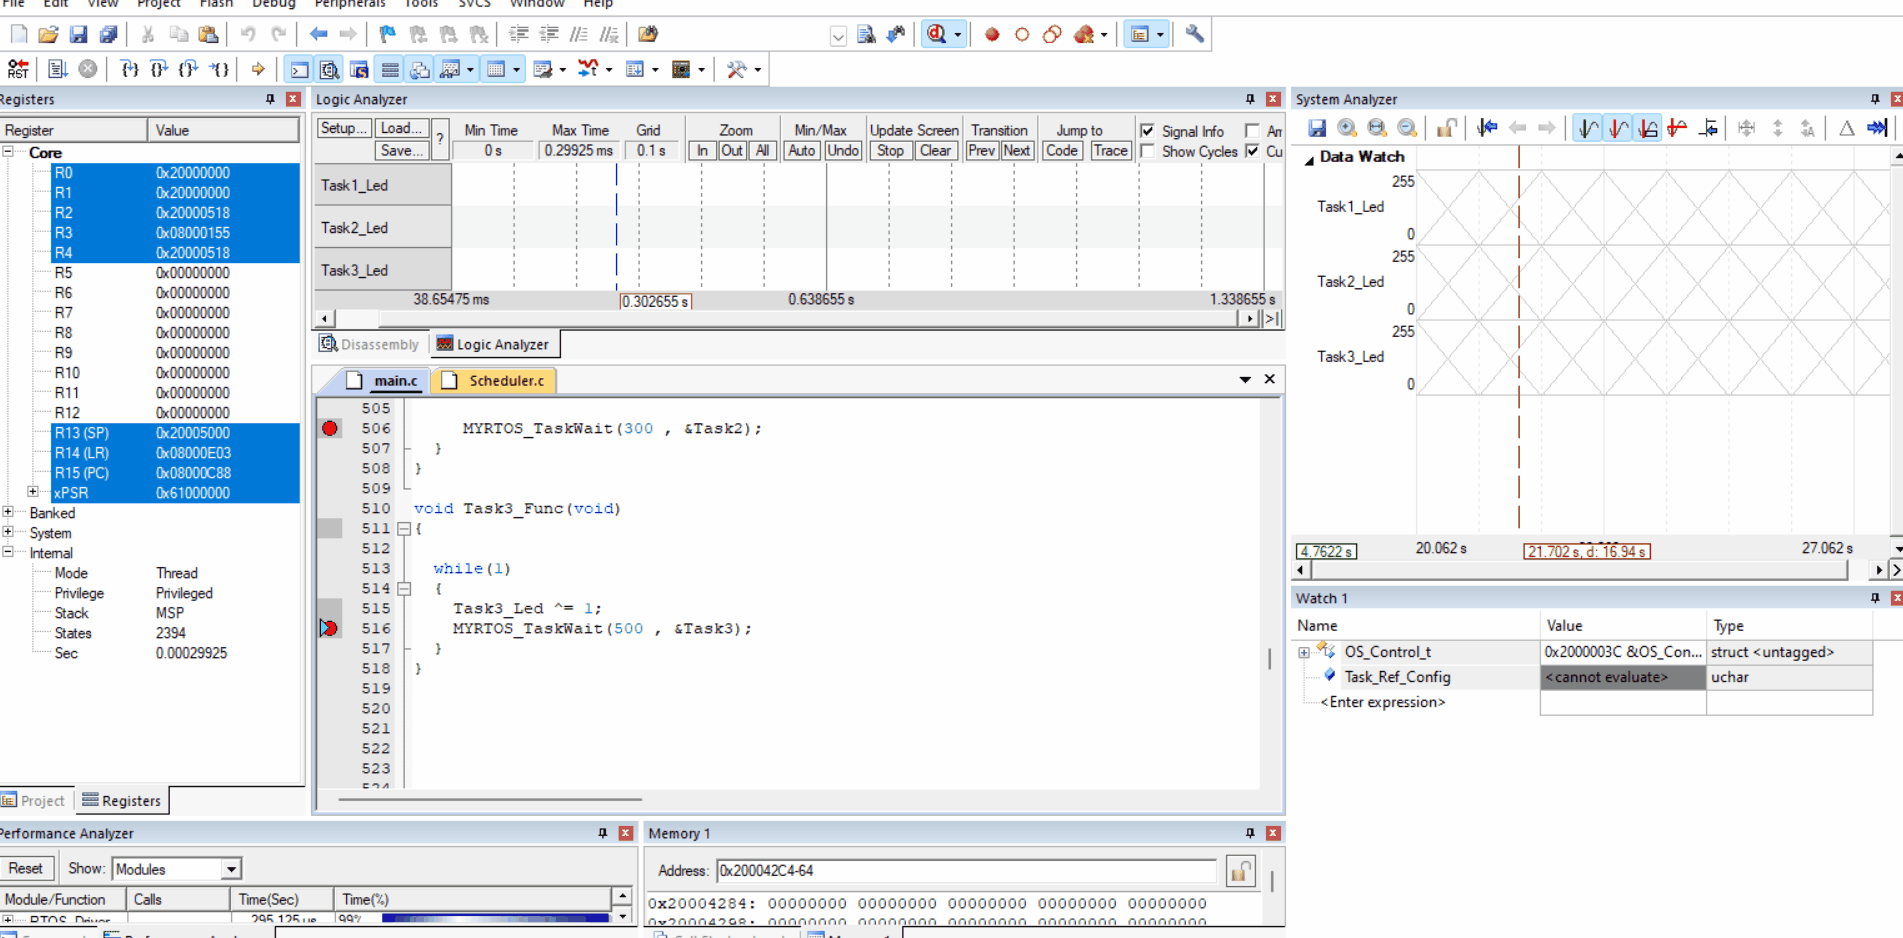 File Edit View Project Flash Debug Peripherals Tools SVCS Window Help
RST
Registers
Register Value
Core
R0 0x20000000
R1 0x20000000
R2 0x20000518
R3 0x08000155
R4 0x20000518
R5 0x00000000
R6 0x00000000
R7 0x00000000
R8 0x00000000
R9 0x00000000
R10 0x00000000
R11 0x00000000
R12 0x00000000
R13 (SP) 0x20005000
R14 (LR) 0x08000E03
R15 (PC) 0x08000C88
xPSR 0x61000000
Banked
System
Internal
Mode Thread
Privilege Privileged
Stack MSP
States 2394
Sec 0.00029925
Project Registers
Logic Analyzer
Setup... Load... ? Min Time Max Time Grid Zoom Min/Max Update Screen Transition Jump to Signal Info Am
Save... 0 s 0.29925 ms 0.1 s In Out All Auto Undo Stop Clear Prev Next Code Trace Show Cycles Cu
Task1_Led
Task2_Led
Task3_Led
38.65475 ms 0.302655 s 0.638655 s 1.338655 s
Disassembly Logic Analyzer
main.c Scheduler.c
505
506 MYRTOS_TaskWait(300 , &Task2);
507 }
508 }
509
510 void Task3_Func(void)
511 {
512
513 while(1)
514 {
515 Task3_Led ^= 1;
516 MYRTOS_TaskWait(500 , &Task3);
517 }
518 }
519
520
521
522
523
524
System Analyzer
Data Watch
255
Task1_Led
0
255
Task2_Led
0
255
Task3_Led
0
4.7622 s 20.062 s 21.702 s, d: 16.94 s 27.062 s
Watch 1
Name Value Type
OS_Control_t 0x2000003C &OS_Con... struct <untagged>
Task_Ref_Config <cannot evaluate> uchar
<Enter expression>
Performance Analyzer
Reset Show: Modules
Module/Function Calls Time(Sec) Time(%)
RTOS_Driver 295.125 us 99%
Memory 1
Address: 0x200042C4-64
0x20004284: 00000000 00000000 00000000 00000000 00000000
0x20004298: 00000000 00000000 00000000 00000000 00000000